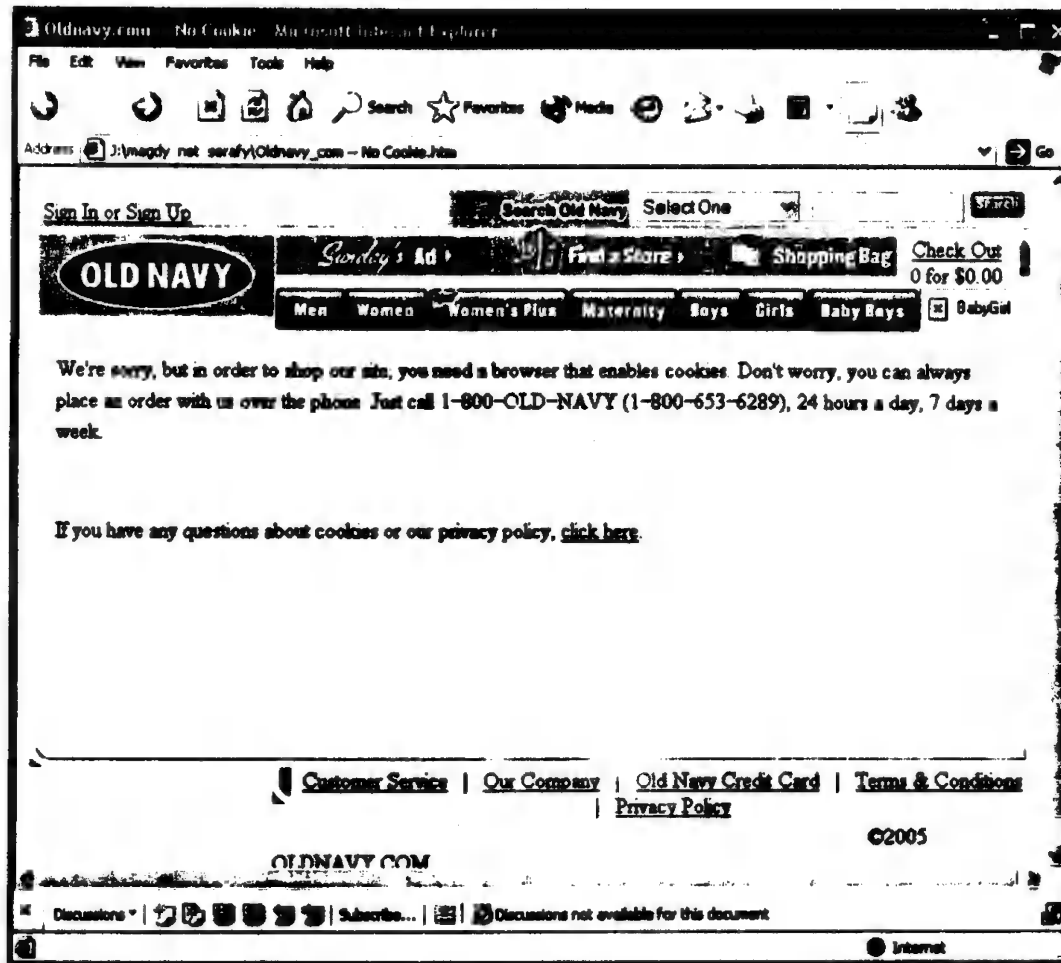 Oldnavy.com - No Cookie - Microsoft Internet Explorer
File Edit View Favorites Tools Help
Search Favorites Media
Address J:\magdy nat serafy\Oldnavy_com -- No Cookie.htm Go
Sign In or Sign Up Search Old Navy Select One Search
OLD NAVY Sunday's Ad Find a Store Shopping Bag Check Out
0 for $0.00
Men Women Women's Plus Maternity Boys Girls Baby Boys BabyGirl
We're sorry, but in order to shop our site, you need a browser that enables cookies. Don't worry, you can always
place an order with us over the phone. Just call 1-800-OLD-NAVY (1-800-653-6289), 24 hours a day, 7 days a
week.
If you have any questions about cookies or our privacy policy, click here.
Customer Service | Our Company | Old Navy Credit Card | Terms & Conditions
| Privacy Policy
©2005
OLDNAVY.COM
Discussions Subscribe... Discussions not available for this document
Internet